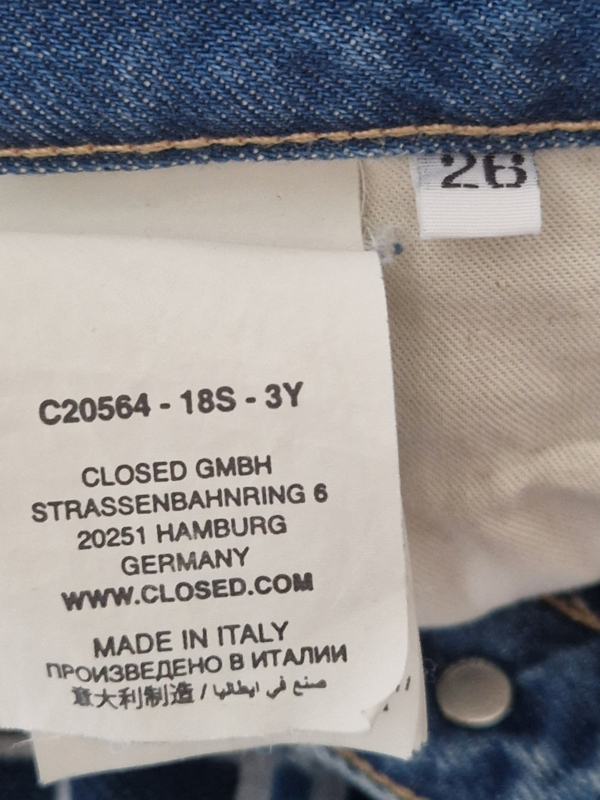 26
C20564 - 18S - 3Y
CLOSED GMBH
STRASSENBAHNRING 6
20251 HAMBURG
GERMANY
WWW.CLOSED.COM
MADE IN ITALY
ПРОИЗВЕДЕНО В ИТАЛИИ
意大利制造 / صنع في ايطاليا